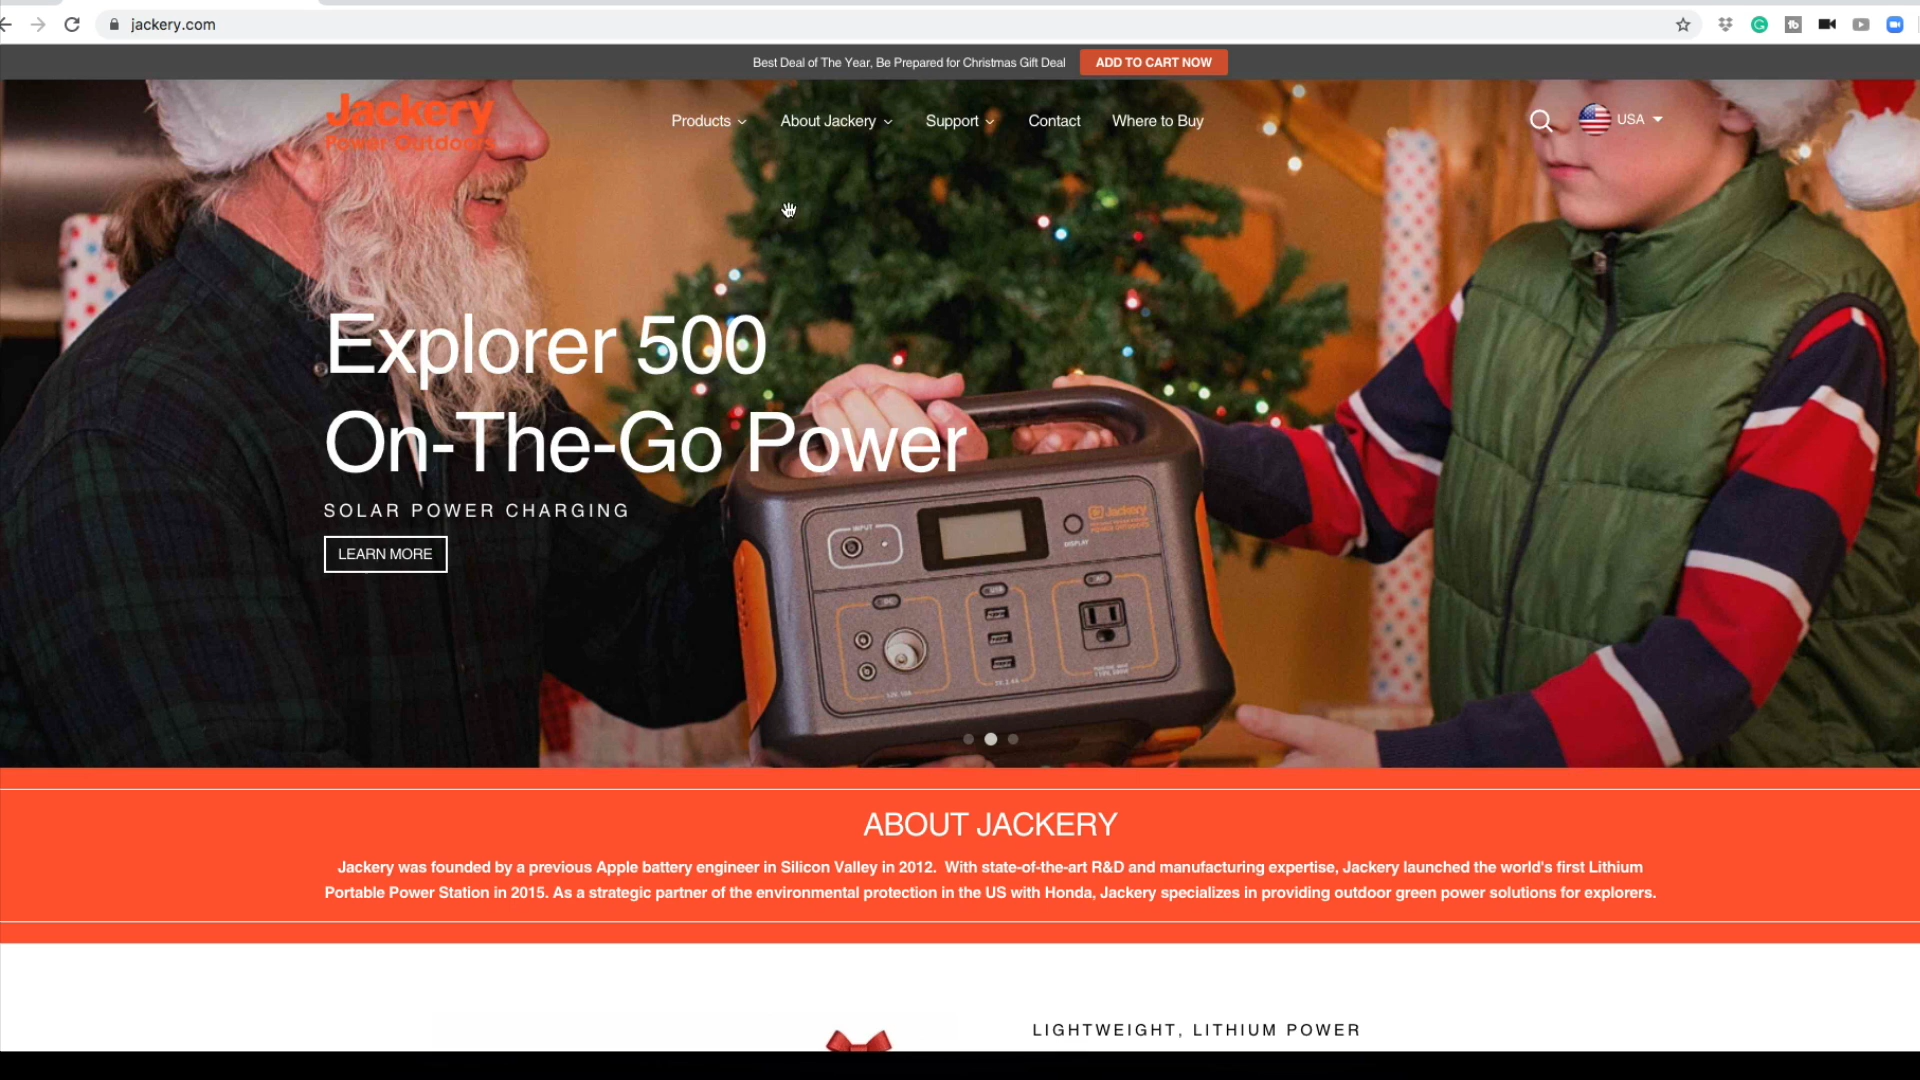 jackery.com
Best Deal of The Year, Be Prepared for Christmas Gift Deal ADD TO CART NOW
Jackery
Power Outdoors
Products About Jackery Support Contact Where to Buy
USA
Explorer 500
On-The-Go Power
SOLAR POWER CHARGING
LEARN MORE
INPUT
Jackery
DISPLAY
ABOUT JACKERY
Jackery was founded by a previous Apple battery engineer in Silicon Valley in 2012. With state-of-the-art R&D and manufacturing expertise, Jackery launched the world's first Lithium
Portable Power Station in 2015. As a strategic partner of the environmental protection in the US with Honda, Jackery specializes in providing outdoor green power solutions for explorers.
LIGHTWEIGHT, LITHIUM POWER